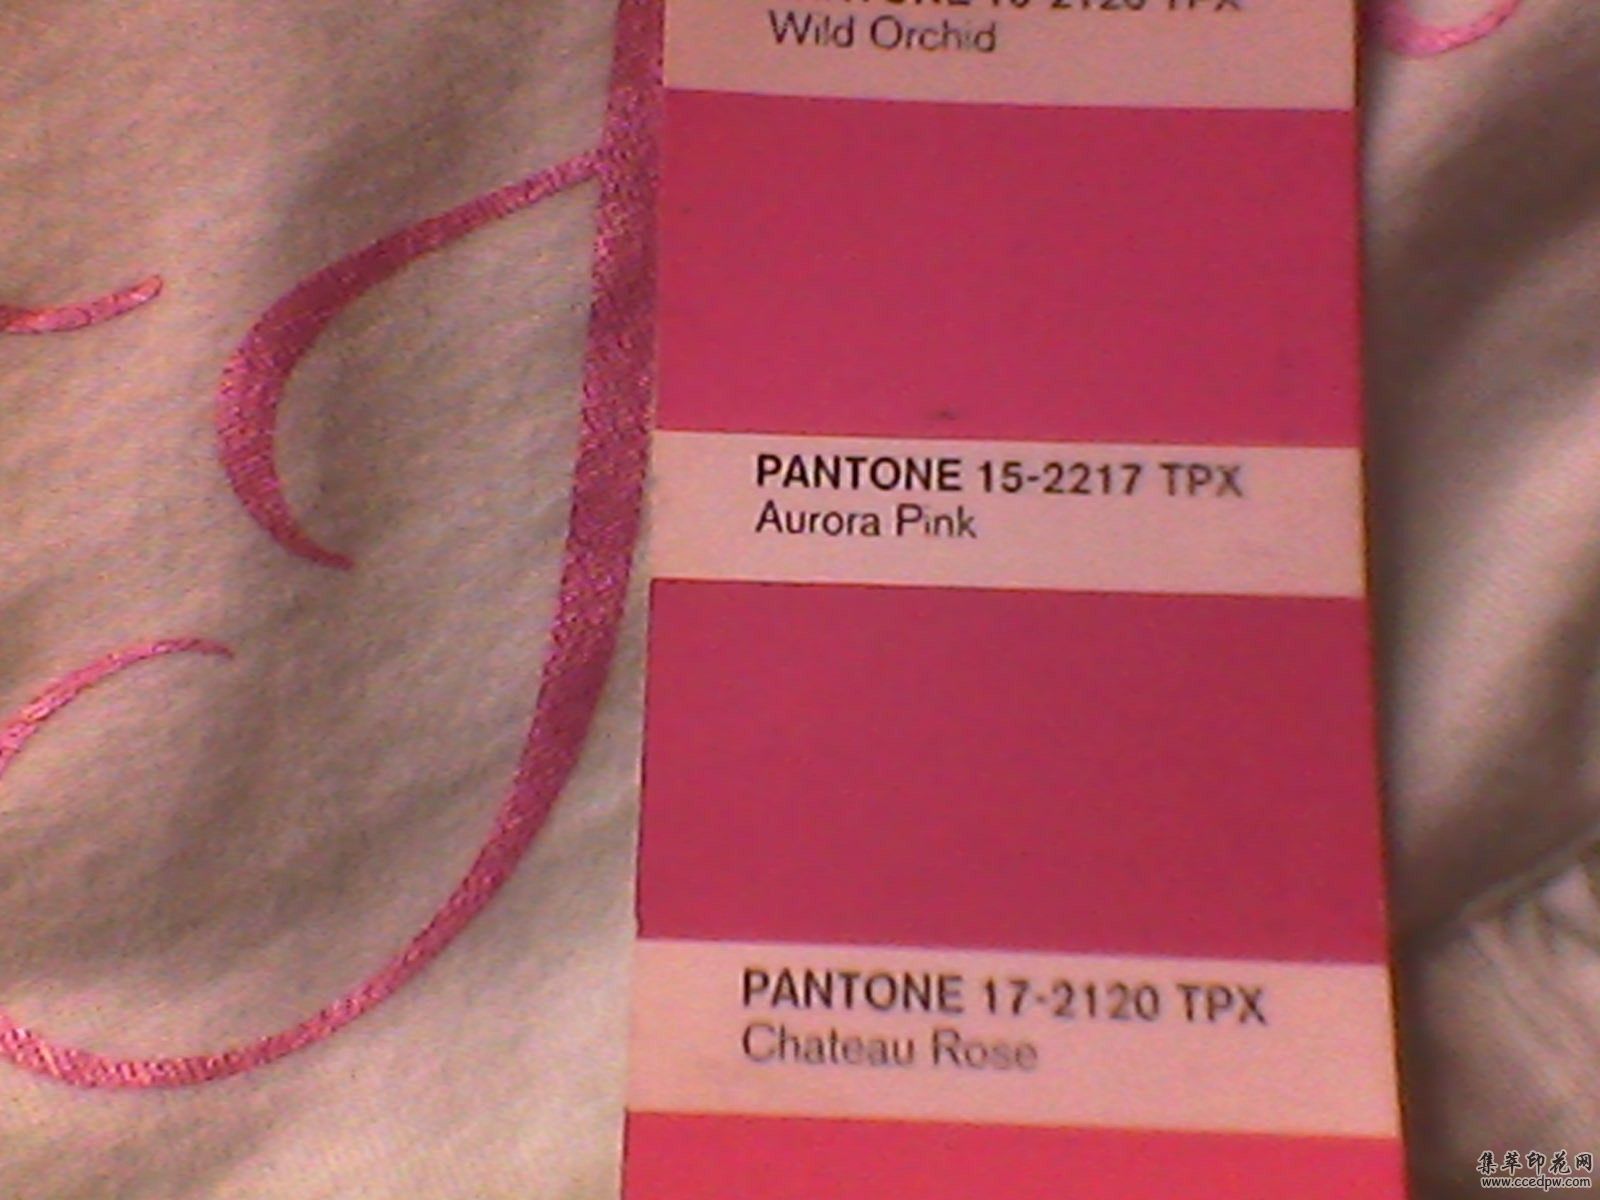 Wild Orchid
PANTONE 15-2217 TPX
Aurora Pink
PANTONE 17-2120 TPX
Chateau Rose
集萃印花网
www.ccedpw.com